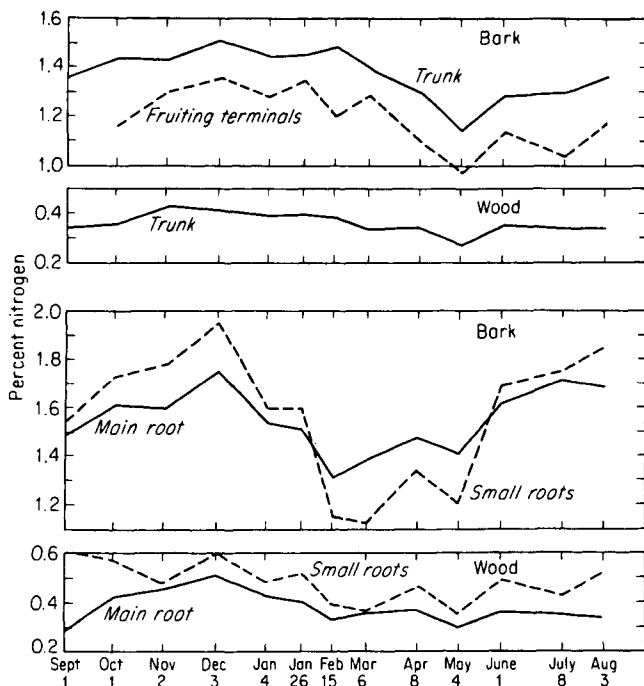 1.6
Bark
1.4
Trunk
1.2
Fruiting terminals
1.0
0.4
Wood
Trunk
0.2
Percent nitrogen
2.0
Bark
1.8
1.6
Main root
1.4
1.2
Small roots
0.6
Small roots
Wood
0.4
Main root
0.2
Sept Oct Nov Dec Jan Jan Feb Mar Apr May June July Aug
1 1 2 3 4 26 15 6 8 4 1 8 3